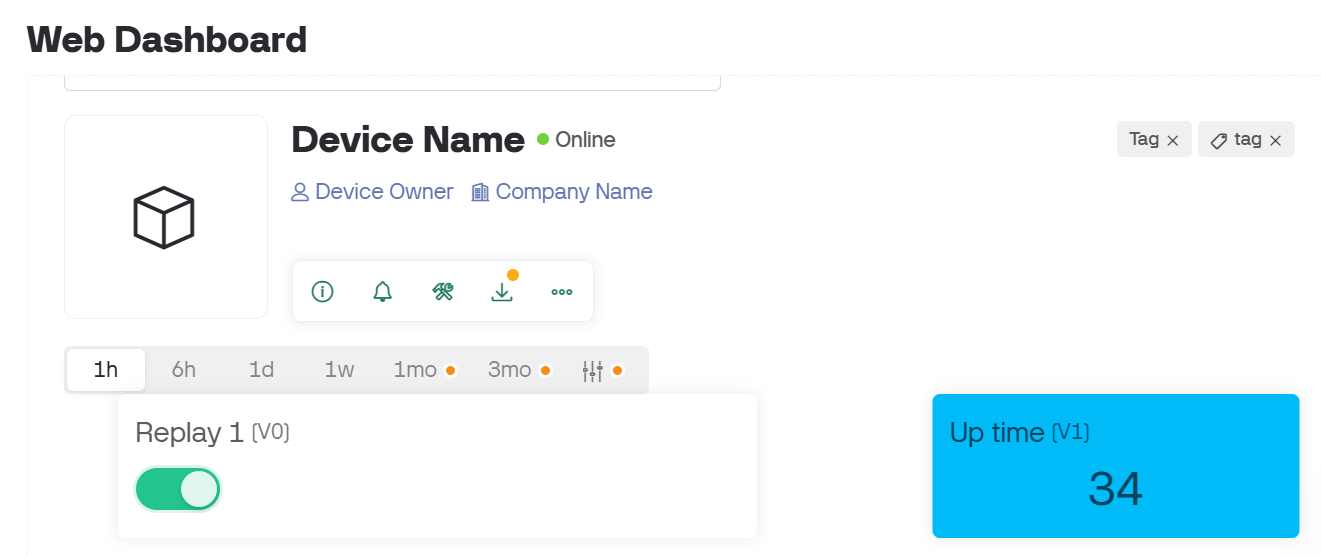 Web Dashboard
Device Name Online
Tag tag
Device Owner Company Name
1h 6h 1d 1w 1mo 3mo
Replay 1 (V0)
Up time (V1)
34